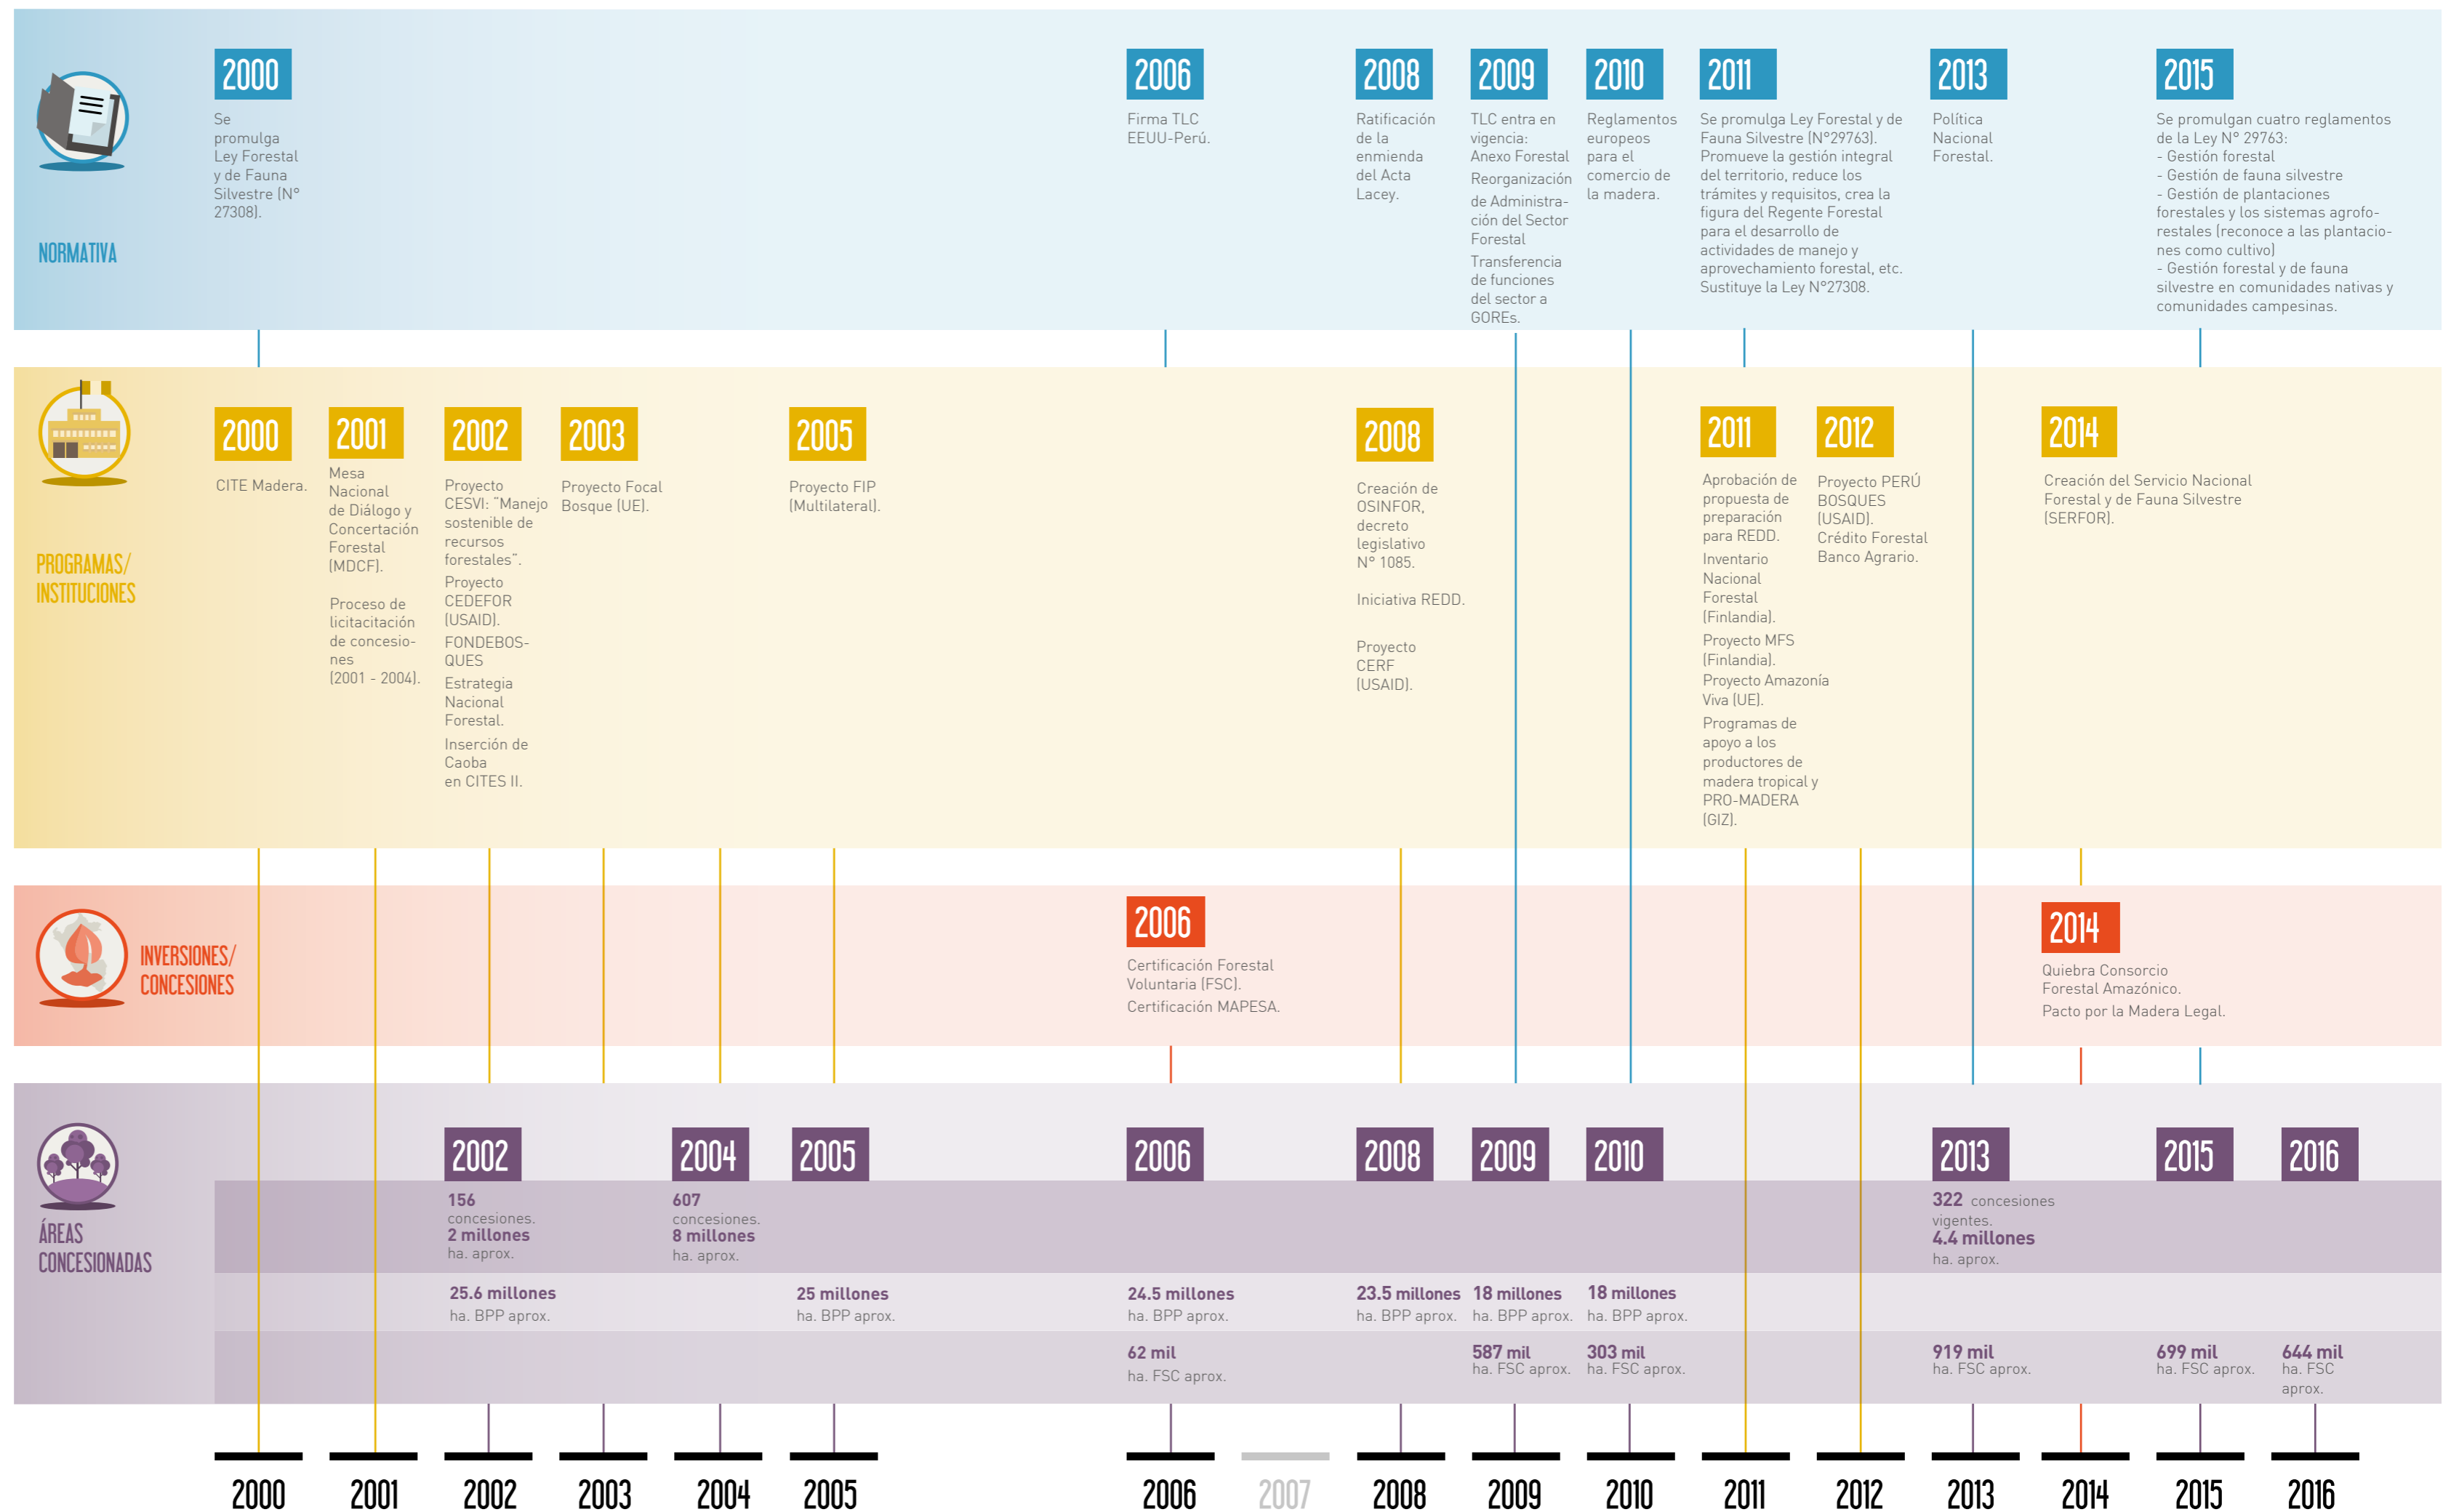 NORMATIVA
2000
Se
promulga
Ley Forestal
y de Fauna
Silvestre (N°
27308).
2006
Firma TLC
EEUU-Perú.
2008
Ratificación
de la
enmienda
del Acta
Lacey.
2009
TLC entra en
vigencia:
Anexo Forestal
Reorganización
de Administra-
ción del Sector
Forestal
Transferencia
de funciones
del sector a
GOREs.
2010
Reglamentos
europeos
para el
comercio de
la madera.
2011
Se promulga Ley Forestal y de
Fauna Silvestre (N°29763).
Promueve la gestión integral
del territorio, reduce los
trámites y requisitos, crea la
figura del Regente Forestal
para el desarrollo de
actividades de manejo y
aprovechamiento forestal, etc.
Sustituye la Ley N°27308.
2013
Política
Nacional
Forestal.
2015
Se promulgan cuatro reglamentos
de la Ley N° 29763:
- Gestión forestal
- Gestión de fauna silvestre
- Gestión de plantaciones
forestales y los sistemas agrofo-
restales (reconoce a las plantacio-
nes como cultivo)
- Gestión forestal y de fauna
silvestre en comunidades nativas y
comunidades campesinas.
PROGRAMAS/
INSTITUCIONES
2000
CITE Madera.
2001
Mesa
Nacional
de Diálogo y
Concertación
Forestal
(MDCF).
Proceso de
licitacitación
de concesio-
nes
(2001 - 2004).
2002
Proyecto
CESVI: “Manejo
sostenible de
recursos
forestales”.
Proyecto
CEDEFOR
(USAID).
FONDEBOS-
QUES
Estrategia
Nacional
Forestal.
Inserción de
Caoba
en CITES II.
2003
Proyecto Focal
Bosque (UE).
2005
Proyecto FIP
(Multilateral).
2008
Creación de
OSINFOR,
decreto
legislativo
N° 1085.
Iniciativa REDD.
Proyecto
CERF
(USAID).
2011
Aprobación de
propuesta de
preparación
para REDD.
Inventario
Nacional
Forestal
(Finlandia).
Proyecto MFS
(Finlandia).
Proyecto Amazonía
Viva (UE).
Programas de
apoyo a los
productores de
madera tropical y
PRO-MADERA
(GIZ).
2012
Proyecto PERÚ
BOSQUES
(USAID).
Crédito Forestal
Banco Agrario.
2014
Creación del Servicio Nacional
Forestal y de Fauna Silvestre
(SERFOR).
INVERSIONES/
CONCESIONES
2006
Certificación Forestal
Voluntaria (FSC).
Certificación MAPESA.
2014
Quiebra Consorcio
Forestal Amazónico.
Pacto por la Madera Legal.
ÁREAS
CONCESIONADAS
2002
156
concesiones.
2 millones
ha. aprox.
25.6 millones
ha. BPP aprox.
2004
607
concesiones.
8 millones
ha. aprox.
2005
25 millones
ha. BPP aprox.
2006
24.5 millones
ha. BPP aprox.
62 mil
ha. FSC aprox.
2008
23.5 millones
ha. BPP aprox.
2009
18 millones
ha. BPP aprox.
587 mil
ha. FSC aprox.
2010
18 millones
ha. BPP aprox.
303 mil
ha. FSC aprox.
2013
322 concesiones
vigentes.
4.4 millones
ha. aprox.
919 mil
ha. FSC aprox.
2015
699 mil
ha. FSC aprox.
2016
644 mil
ha. FSC
aprox.
2000
2001
2002
2003
2004
2005
2006
2007
2008
2009
2010
2011
2012
2013
2014
2015
2016